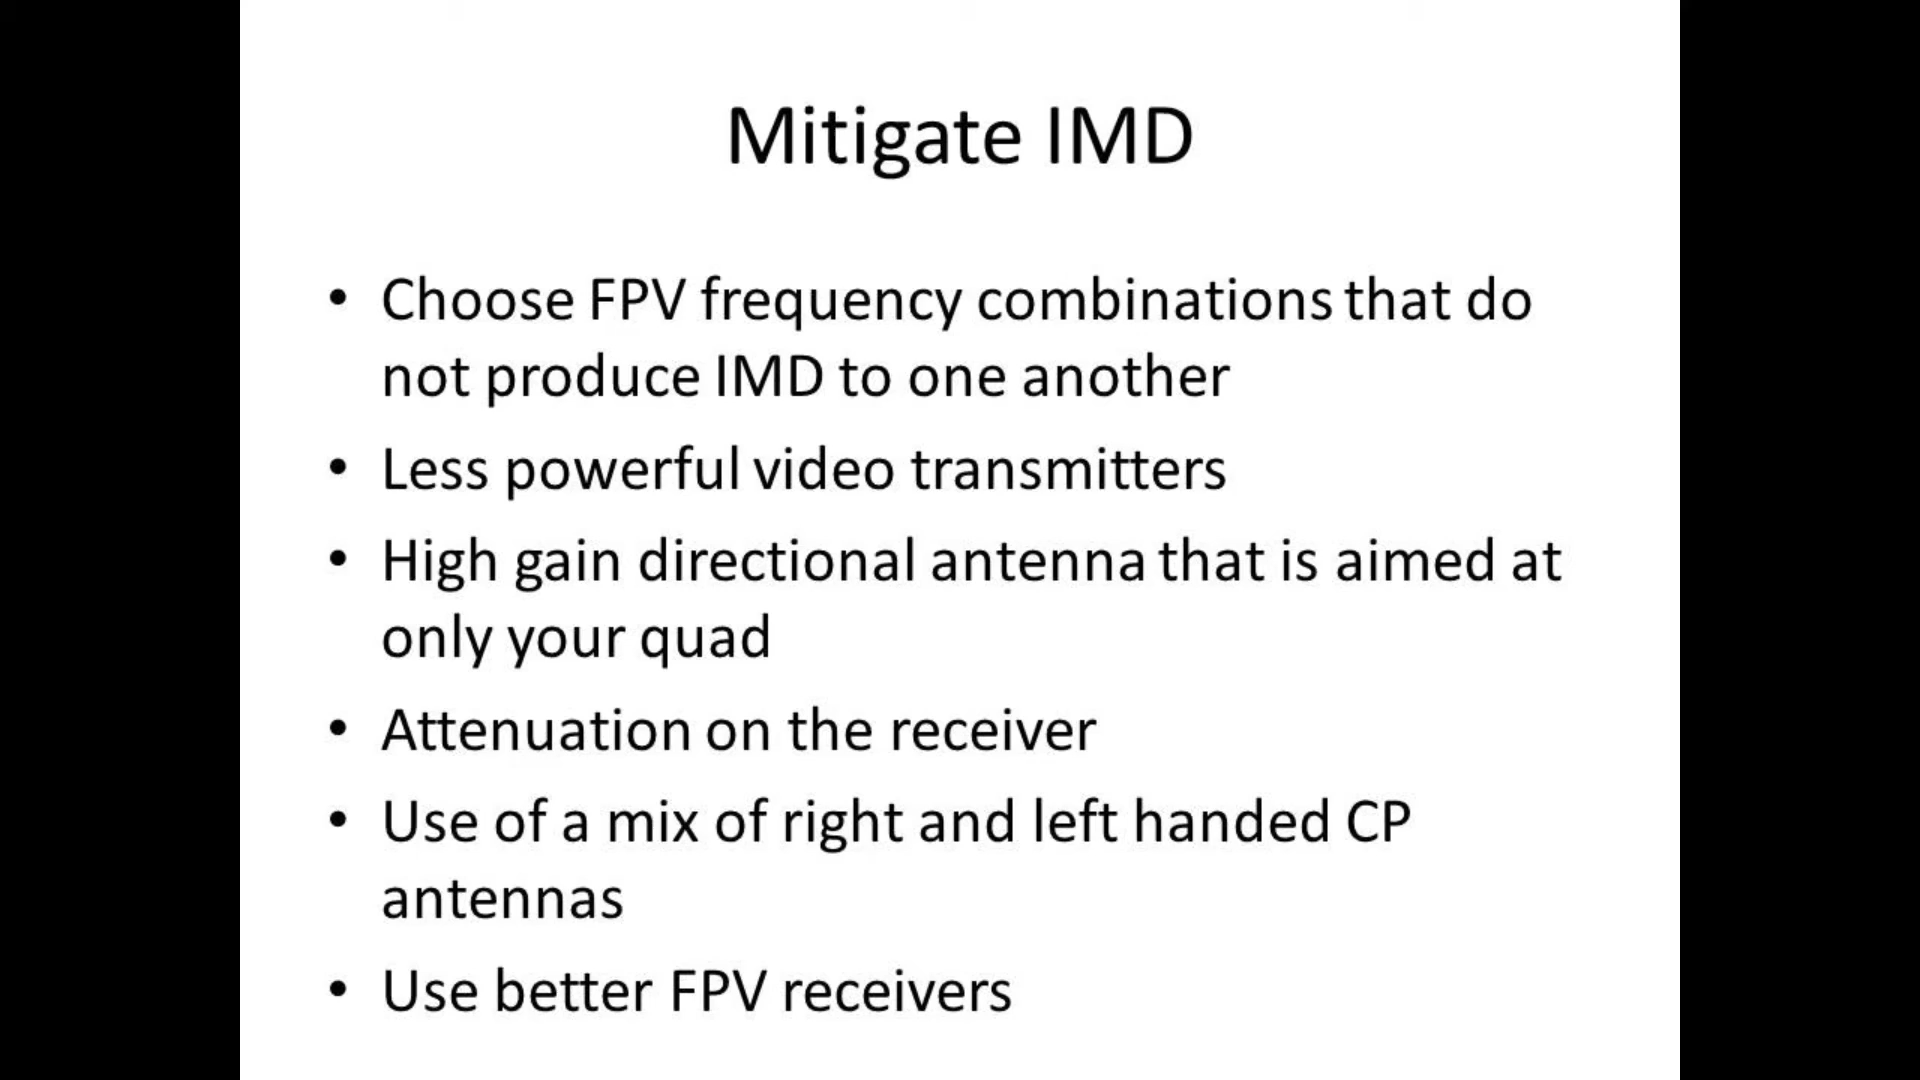 Mitigate IMD
• Choose FPV frequency combinations that do
not produce IMD to one another
• Less powerful video transmitters
• High gain directional antenna that is aimed at
only your quad
• Attenuation on the receiver
• Use of a mix of right and left handed CP
antennas
• Use better FPV receivers